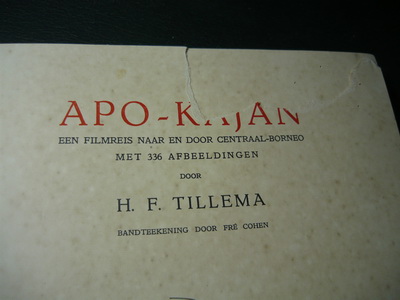 APO-KAJAN
EEN FILMREIS NAAR EN DOOR CENTRAAL-BORNEO
MET 336 AFBEELDINGEN
DOOR
H. F. TILLEMA
BANDTEEKENING DOOR FRÉ COHEN